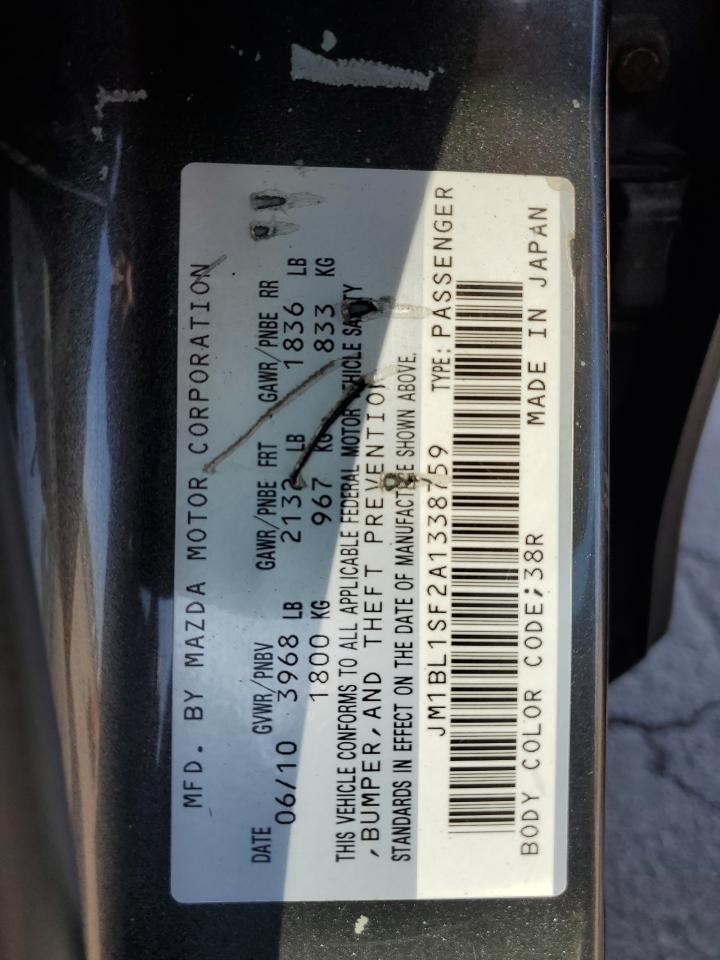 MFD. BY MAZDA MOTOR CORPORATION
DATE GVWR/PNBV GAWR/PNBE FRT GAWR/PNBE RR
06/10 3968 LB 2132 LB 1836 LB
1800 KG 967 KG 833 KG
THIS VEHICLE CONFORMS TO ALL APPLICABLE FEDERAL MOTOR VEHICLE SAFETY
,BUMPER,AND THEFT PREVENTION
STANDARDS IN EFFECT ON THE DATE OF MANUFACTURE SHOWN ABOVE.
JM1BL1SF2A1338759 TYPE: PASSENGER
BODY COLOR CODE;38R MADE IN JAPAN